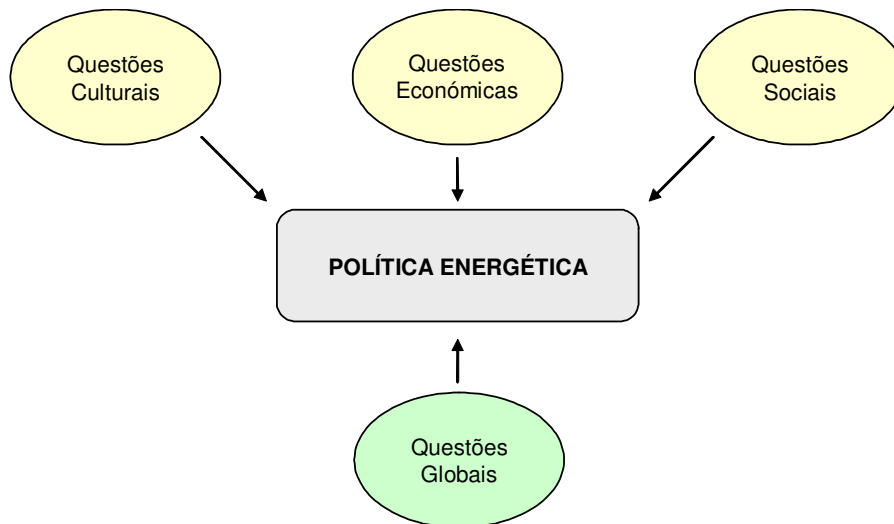 Questões
Culturais
Questões
Económicas
Questões
Sociais
POLÍTICA ENERGÉTICA
Questões
Globais